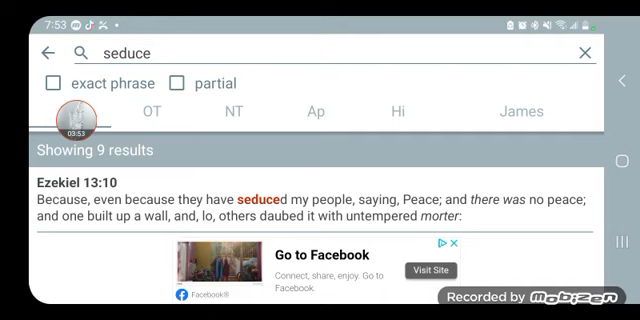 7:53
seduce
exact phrase partial
OT NT Ap Hi James
03:53
Showing 9 results
Ezekiel 13:10
Because, even because they have seduced my people, saying, Peace; and there was no peace;
and one built up a wall, and, lo, others daubed it with untempered morter:
Go to Facebook
Connect, share, enjoy. Go to
Facebook.
Visit Site
Facebook®
Recorded by Mobizen